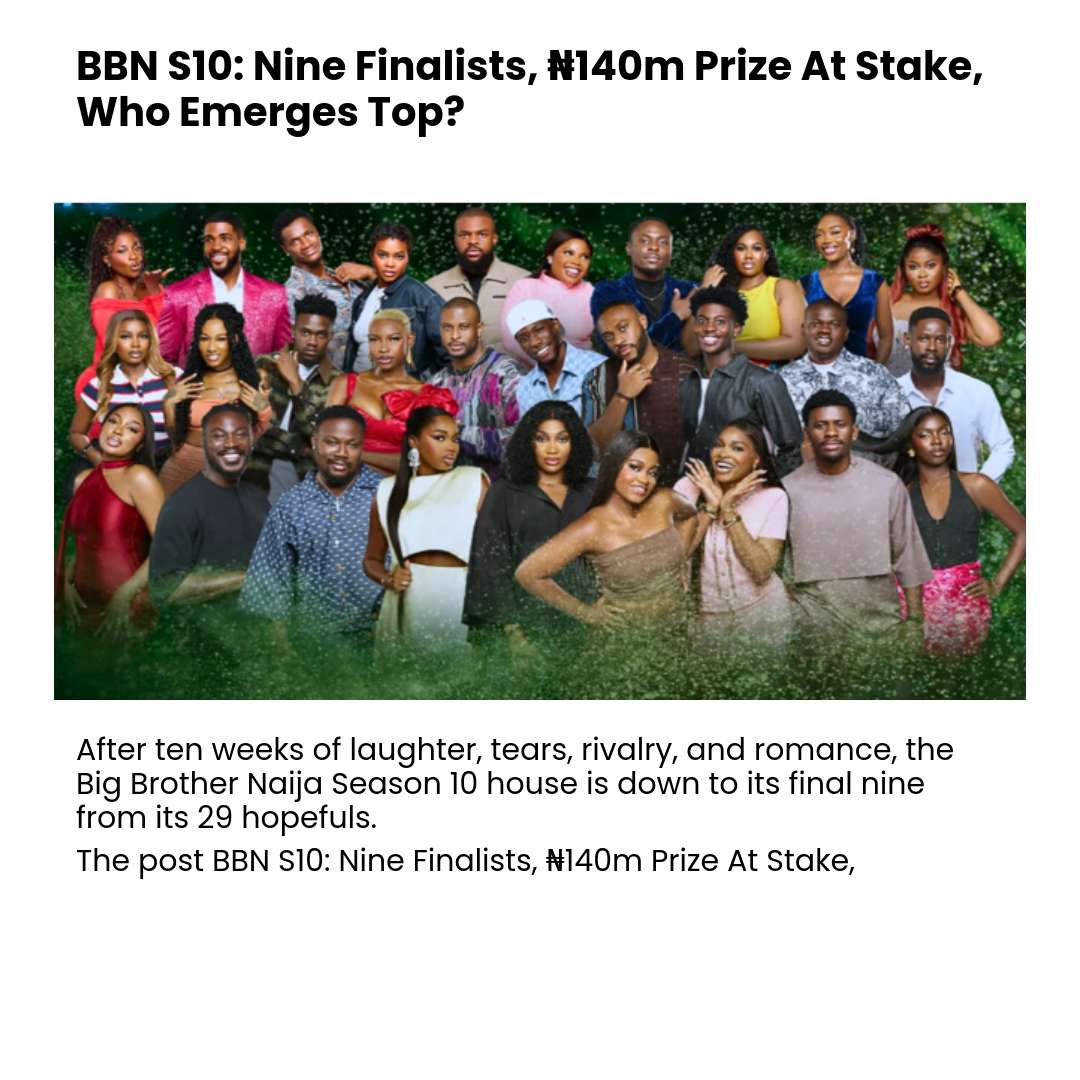 BBN S10: Nine Finalists, ₦140m Prize At Stake,
Who Emerges Top?
After ten weeks of laughter, tears, rivalry, and romance, the
Big Brother Naija Season 10 house is down to its final nine
from its 29 hopefuls.
The post BBN S10: Nine Finalists, ₦140m Prize At Stake,